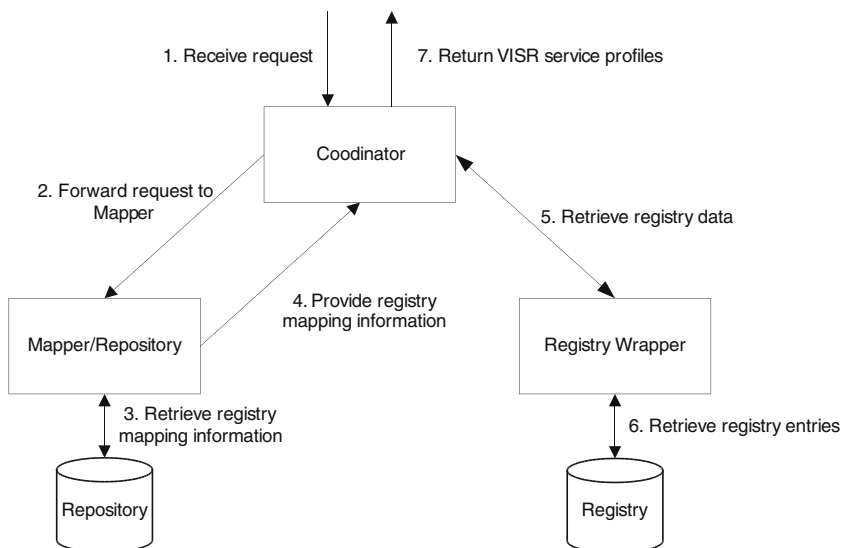 1. Receive request
7. Return VISR service profiles
Coodinator
2. Forward request to
Mapper
5. Retrieve registry data
4. Provide registry
mapping information
Mapper/Repository
Registry Wrapper
3. Retrieve registry
mapping information
6. Retrieve registry entries
Repository
Registry